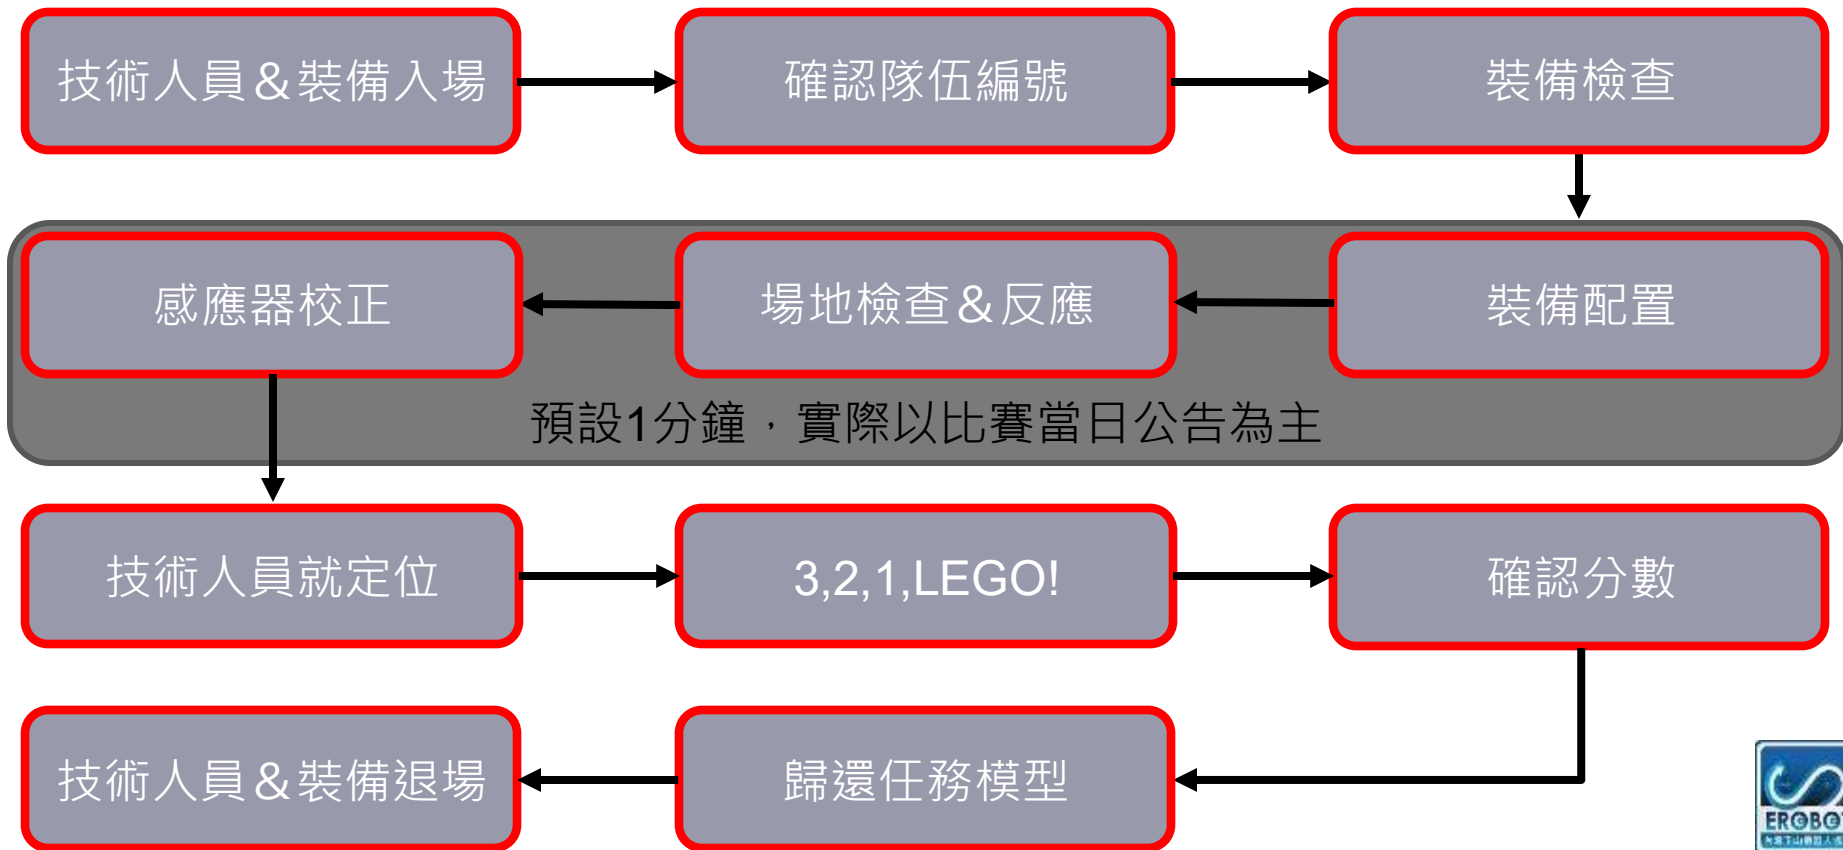 技術人員＆裝備入場
確認隊伍編號
裝備檢查
感應器校正
場地檢查＆反應
裝備配置
預設1分鐘，實際以比賽當日公告為主
技術人員就定位
3,2,1,LEGO!
確認分數
技術人員＆裝備退場
歸還任務模型